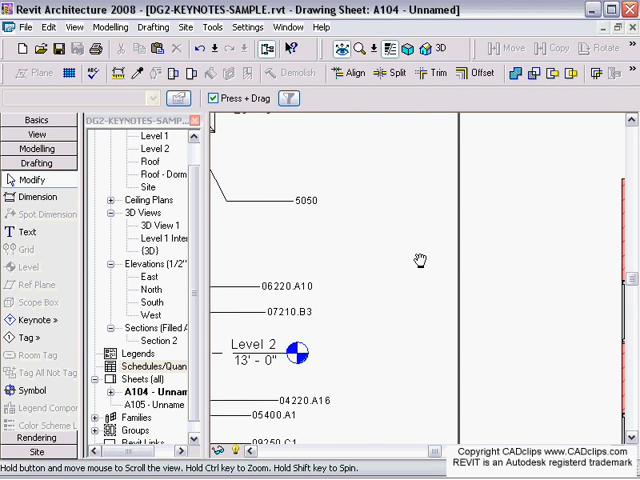 Revit Architecture 2008 - [DG2-KEYNOTES-SAMPLE.rvt - Drawing Sheet: A104 - Unnamed]
File Edit View Modelling Drafting Site Tools Settings Window Help
3D Move Copy Rotate
Plane Demolish Align Split Trim Offset
Press + Drag
Basics
View
Modelling
Drafting
Modify
Dimension
Spot Dimension
Text
Grid
Level
Ref Plane
Scope Box
Keynote »
Tag »
Room Tag
Tag All Not Tag
Symbol
Legend Compor
Color Scheme L
Rendering
Site
DG2-KEYNOTES-SAMP...
Level 1
Level 2
Roof
Roof - Dorm
Site
Ceiling Plans
3D Views
3D View 1
Level 1 Inter
{3D}
Elevations (1/2"
East
North
South
West
Sections (Filled A
Section 2
Legends
Schedules/Quan
Sheets (all)
A104 - Unnam
A105 - Unname
Families
Groups
Revit Links
5050
06220.A10
07210.B3
Level 2
13' - 0"
04220.A16
05400.A1
09250.C1
Hold button and move mouse to Scroll the view. Hold Ctrl key to Zoom. Hold Shift key to Spin.
Copyright CADclips www.CADclips.com
REVIT is an Autodesk registerd trademark